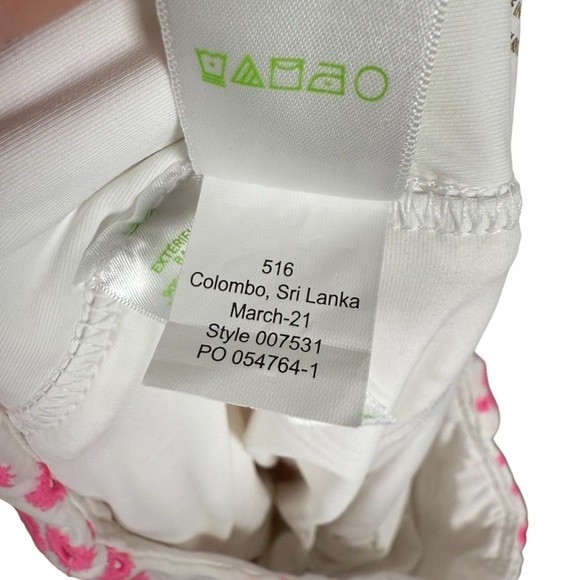 516
Colombo, Sri Lanka
March-21
Style 007531
PO 054764-1